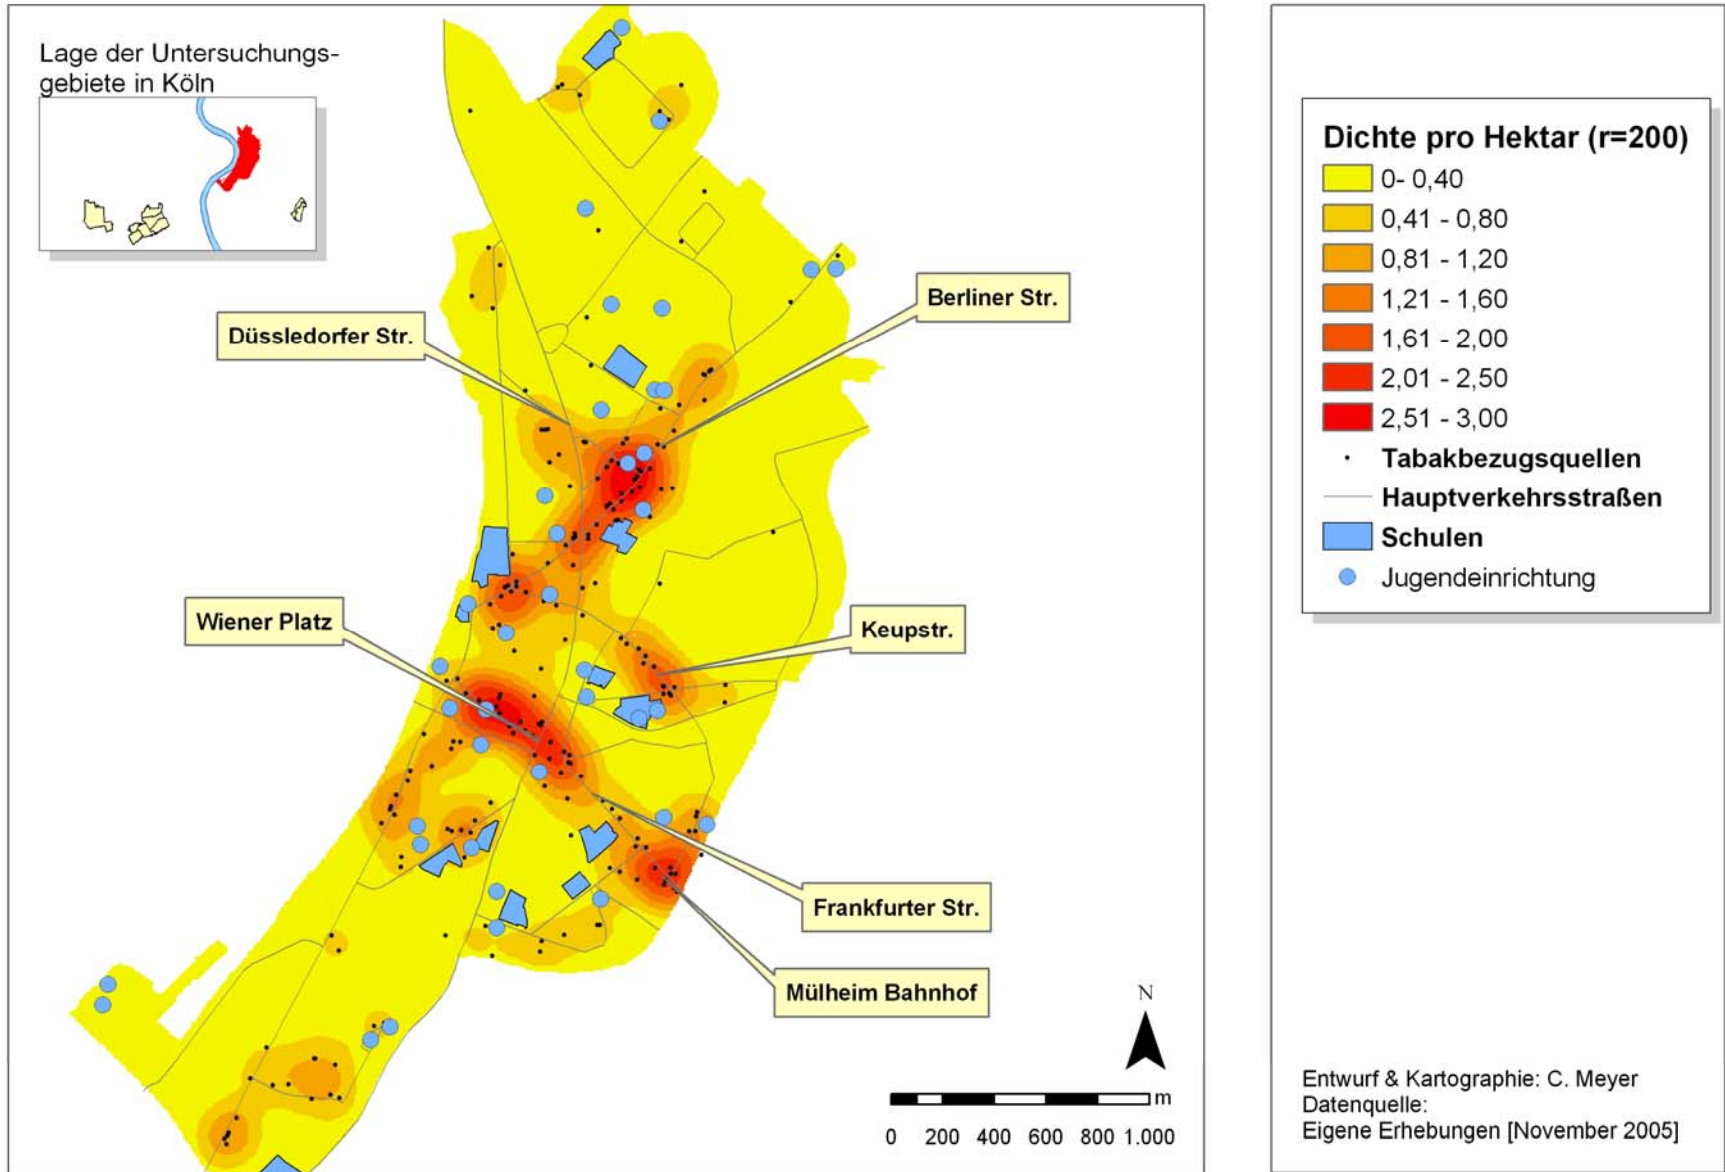 Lage der Untersuchungs-
gebiete in Köln
Düssledorfer Str.
Berliner Str.
Wiener Platz
Keupstr.
Frankfurter Str.
Mülheim Bahnhof
N
m
0 200 400 600 800 1.000
Dichte pro Hektar (r=200)
0- 0,40
0,41 - 0,80
0,81 - 1,20
1,21 - 1,60
1,61 - 2,00
2,01 - 2,50
2,51 - 3,00
Tabakbezugsquellen
Hauptverkehrsstraßen
Schulen
Jugendeinrichtung
Entwurf & Kartographie: C. Meyer
Datenquelle:
Eigene Erhebungen [November 2005]